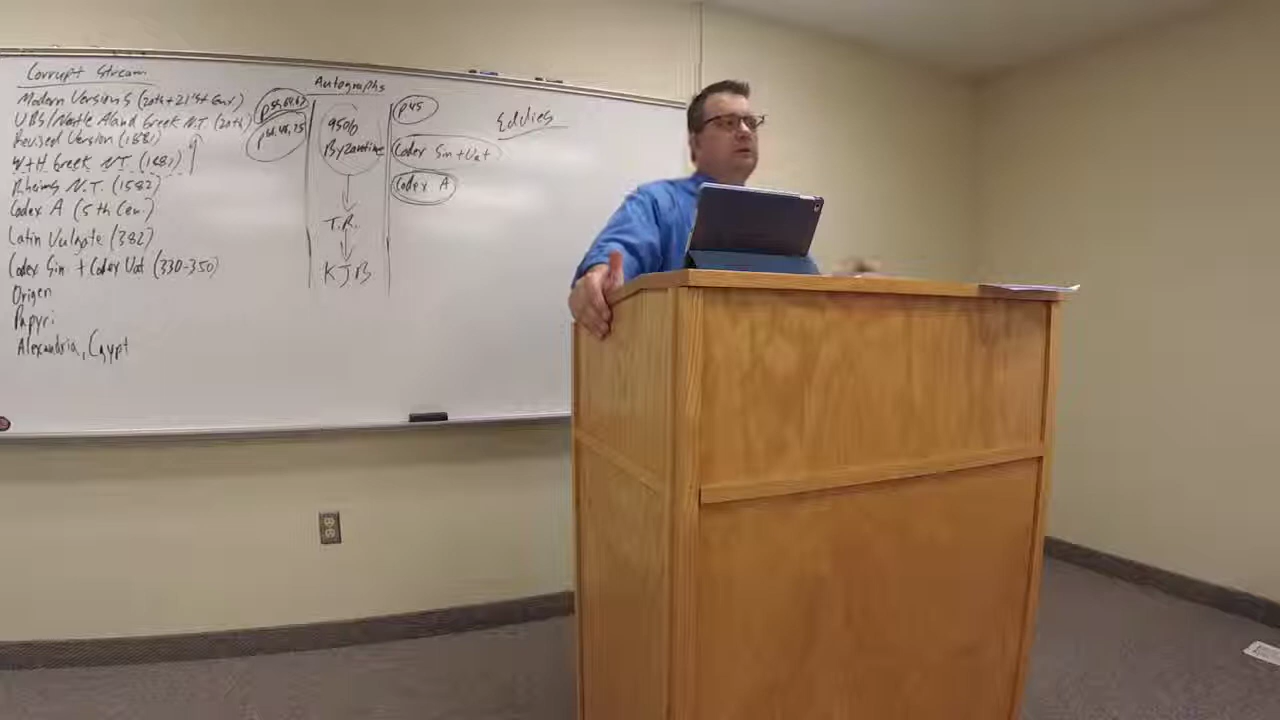 Corrupt Stream
Modern Versions (20th + 21st Cen.)
UBS/Nestle Aland Greek N.T. (20th)
Revised Version (1881)
W+H Greek N.T. (1881)
Rheims N.T. (1582)
Codex A (5th Cen.)
Latin Vulgate (382)
Codex Sin + Codex Vat (330-350)
Origen
Papyri
Alexandria, Egypt
Autographs
95%
Byzantine
T.R.
KJB
P45
Codex Sin + Vat
Codex A
Eddies